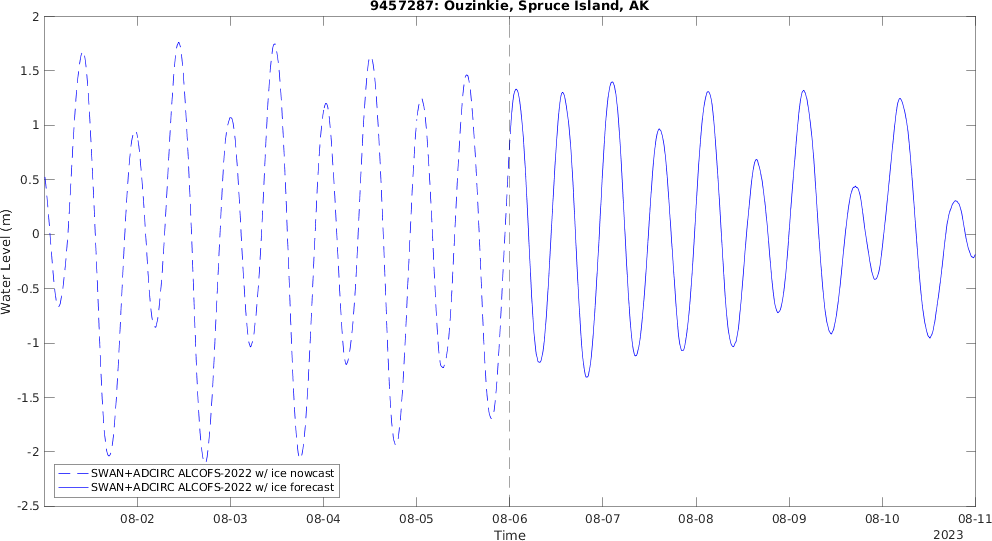 9457287: Ouzinkie, Spruce Island, AK
2
1.5
1
0.5
0
-0.5
-1
-1.5
-2
-2.5
Water Level (m)
SWAN+ADCIRC ALCOFS-2022 w/ ice nowcast
SWAN+ADCIRC ALCOFS-2022 w/ ice forecast
08-02 08-03 08-04 08-05 08-06 08-07 08-08 08-09 08-10 08-11
Time
2023